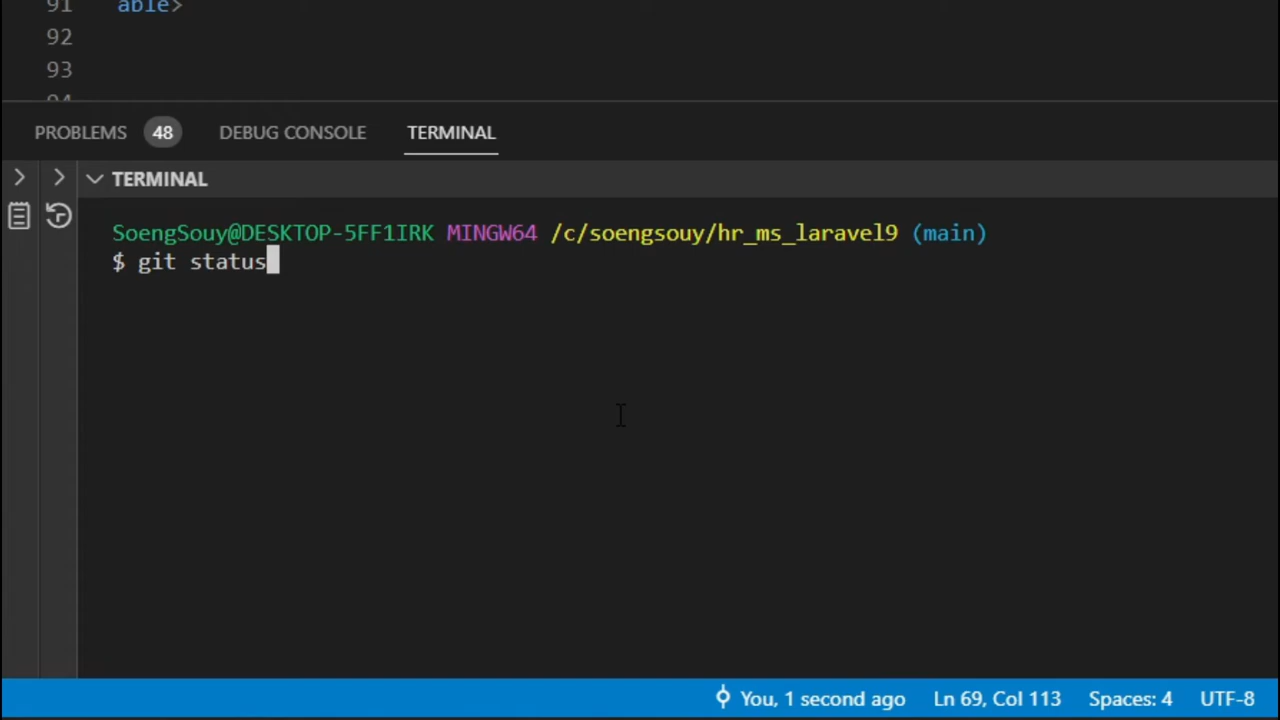 91 able>
92
93
94
PROBLEMS 48 DEBUG CONSOLE TERMINAL
TERMINAL
SoengSouy@DESKTOP-5FF1IRK MINGW64 /c/soengsouy/hr_ms_laravel9 (main)
$ git status
You, 1 second ago Ln 69, Col 113 Spaces: 4 UTF-8